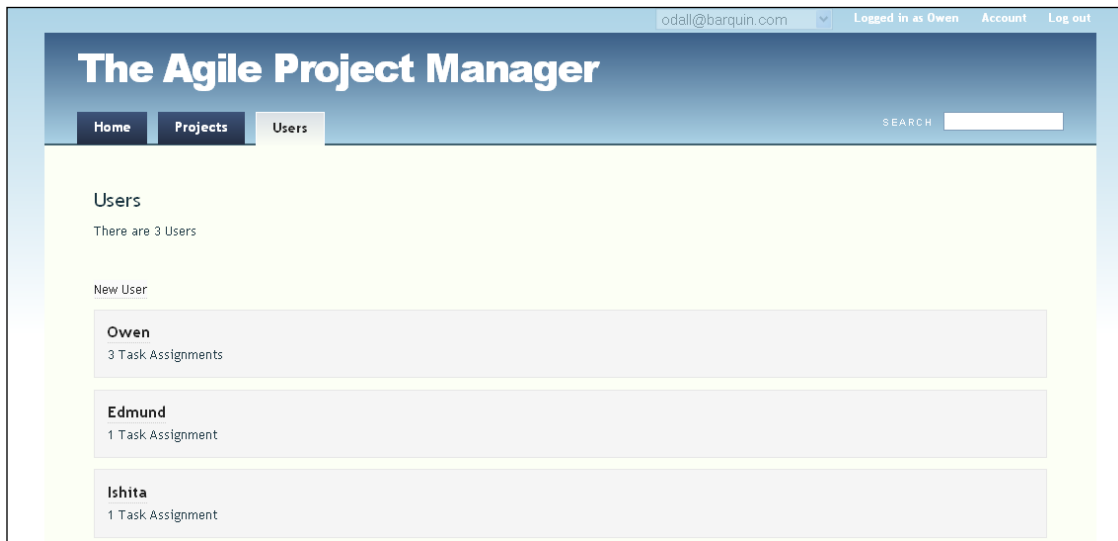 odall@barquin.com Logged in as Owen Account Log out
The Agile Project Manager
Home Projects Users SEARCH
Users
There are 3 Users
New User
Owen
3 Task Assignments
Edmund
1 Task Assignment
Ishita
1 Task Assignment